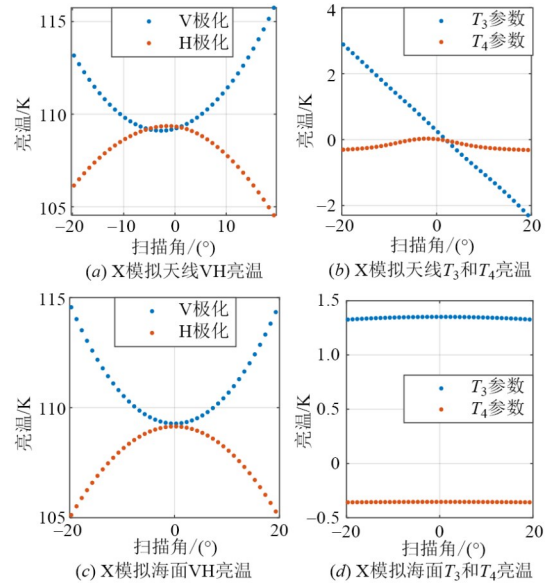 115
110
105
亮温/K
V极化
H极化
−20
−10
0
10
扫描角/(°)
(a) X模拟天线VH亮温
4
2
0
−2
亮温/K
T₃参数
T₄参数
−20
0
20
扫描角/(°)
(b) X模拟天线T₃和T₄亮温
115
110
105
亮温/K
V极化
H极化
−20
0
20
扫描角/(°)
(c) X模拟海面VH亮温
1.5
1.0
0.5
0
−0.5
亮温/K
T₃参数
T₄参数
−20
0
20
扫描角/(°)
(d) X模拟海面T₃和T₄亮温